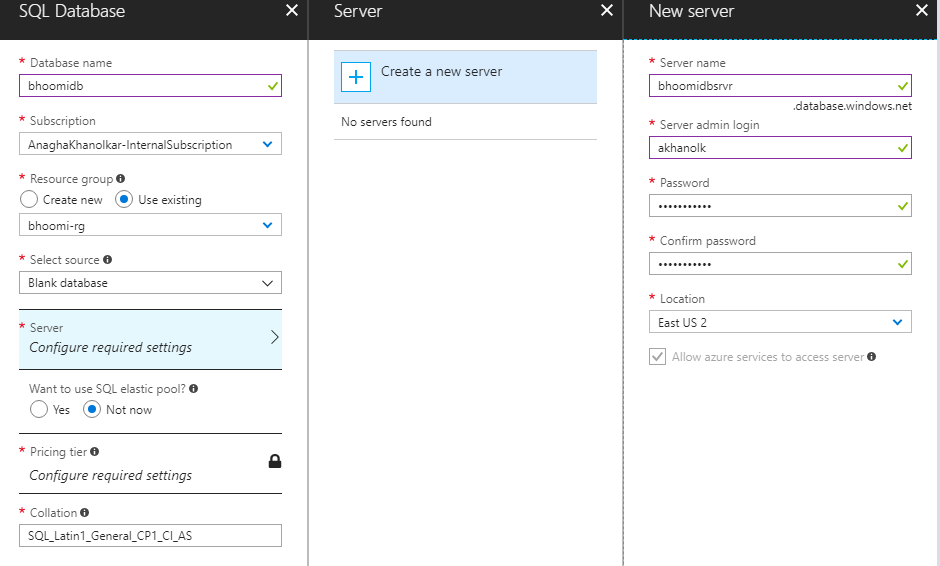 SQL Database
* Database name
bhoomidb
* Subscription
AnaghaKhanolkar-InternalSubscription
* Resource group
Create new Use existing
bhoomi-rg
* Select source
Blank database
* Server
Configure required settings
Want to use SQL elastic pool?
Yes Not now
* Pricing tier
Configure required settings
* Collation
SQL_Latin1_General_CP1_CI_AS
Server
Create a new server
No servers found
New server
* Server name
bhoomidbsrvr
.database.windows.net
* Server admin login
akhanolk
* Password
•••••••••••
* Confirm password
•••••••••••
* Location
East US 2
Allow azure services to access server